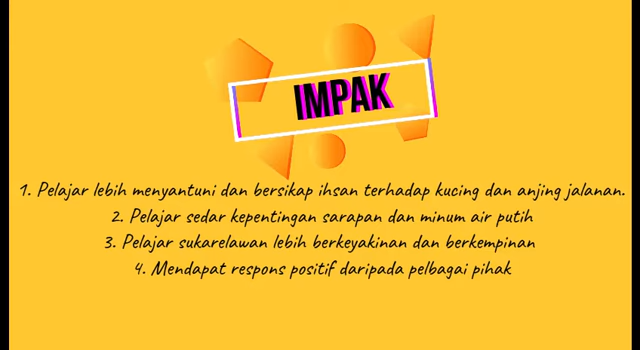 IMPAK
1. Pelajar lebih menyantuni dan bersikap ihsan terhadap kucing dan anjing jalanan.
2. Pelajar sedar kepentingan sarapan dan minum air putih
3. Pelajar sukarelawan lebih berkeyakinan dan berkempinan
4. Mendapat respons positif daripada pelbagai pihak